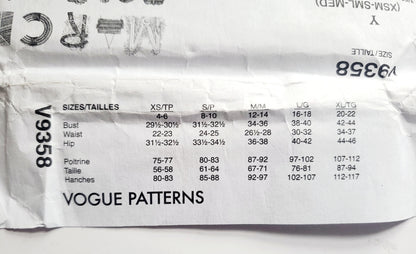 Y
(XSM-SML-MED)
SIZE/TAILLE
V9358
V9358
SIZES/TAILLES XS/TP S/P M/M L/G XL/TG
4-6 8-10 12-14 16-18 20-22
Bust 29½-30½ 31½-32½ 34-36 38-40 42-44
Waist 22-23 24-25 26½-28 30-32 34-37
Hip 31½-32½ 33½-34½ 36-38 40-42 44-46
Poitrine 75-77 80-83 87-92 97-102 107-112
Taille 56-58 61-64 67-71 76-81 87-94
Hanches 80-83 85-88 92-97 102-107 112-117
VOGUE PATTERNS